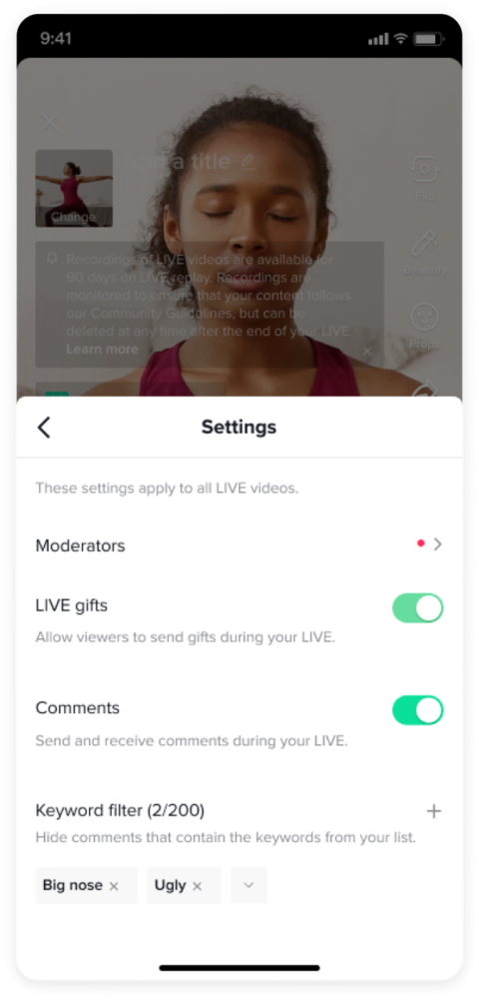 9:41
a title
Change
Flip
Beautify
Recordings of LIVE videos are available for
90 days on LIVE replay. Recordings are
monitored to ensure that your content follows
our Community Guidelines, but can be
deleted at any time after the end of your LIVE.
Learn more
Props
Settings
These settings apply to all LIVE videos.
Moderators
LIVE gifts
Allow viewers to send gifts during your LIVE.
Comments
Send and receive comments during your LIVE.
Keyword filter (2/200)
Hide comments that contain the keywords from your list.
Big nose × Ugly ×